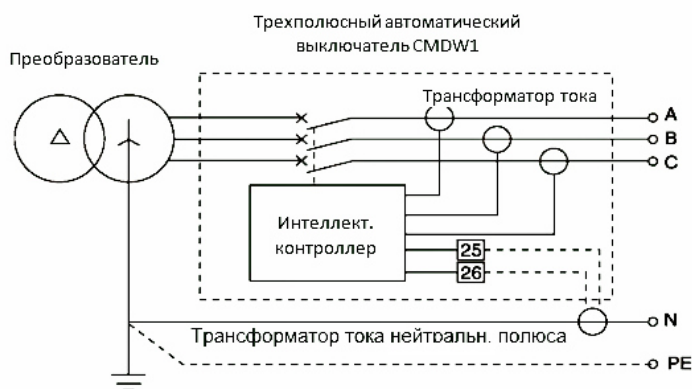 Трехполюсный автоматический
выключатель CMDW1
Преобразователь
Трансформатор тока
A
B
C
Интеллект.
контроллер
25
26
N
Трансформатор тока нейтральн. полюса
PE